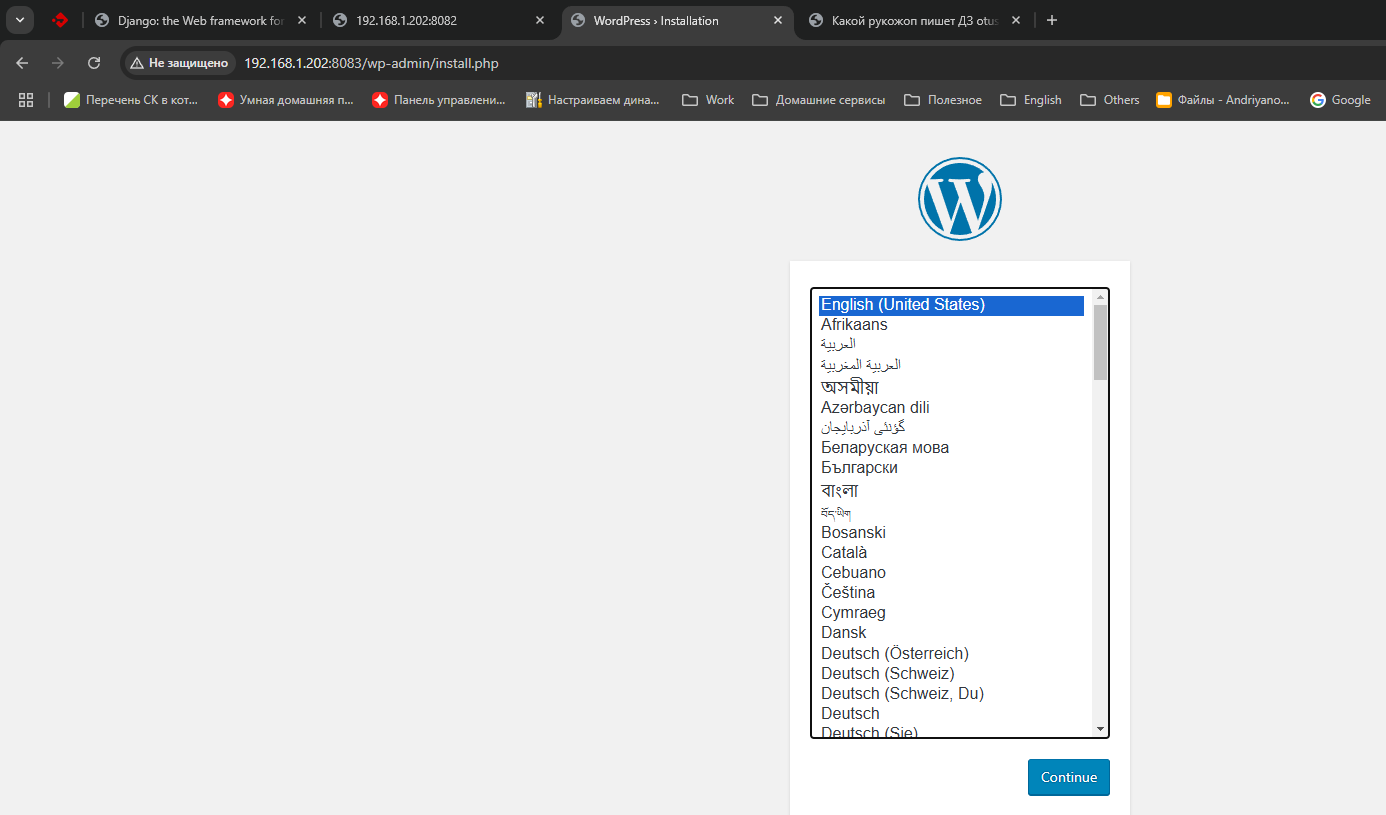 Django: the Web framework for
192.168.1.202:8082
WordPress › Installation
Какой рукожоп пишет ДЗ otus
Не защищено
192.168.1.202:8083/wp-admin/install.php
Перечень СК в кот...
Умная домашняя п...
Панель управлени...
Настраиваем дина...
Work
Домашние сервисы
Полезное
English
Others
Файлы - Andriyano...
Google
English (United States)
Afrikaans
العربية
العربية المغربية
অসমীয়া
Azərbaycan dili
گؤنئی آذربایجان
Беларуская мова
Български
বাংলা
བོད་ཡིག
Bosanski
Català
Cebuano
Čeština
Cymraeg
Dansk
Deutsch (Österreich)
Deutsch (Schweiz)
Deutsch (Schweiz, Du)
Deutsch
Deutsch (Sie)
Continue